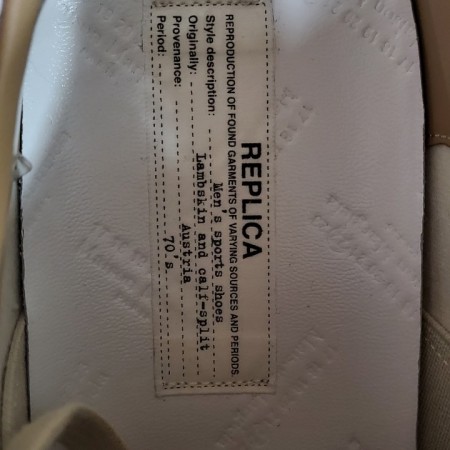 REPLICA
REPRODUCTION OF FOUND GARMENTS OF VARYING SOURCES AND PERIODS.
Style description: Men's sports shoes
Originally: Lambskin and calf-split
Provenance: Austria
Period: 70's.